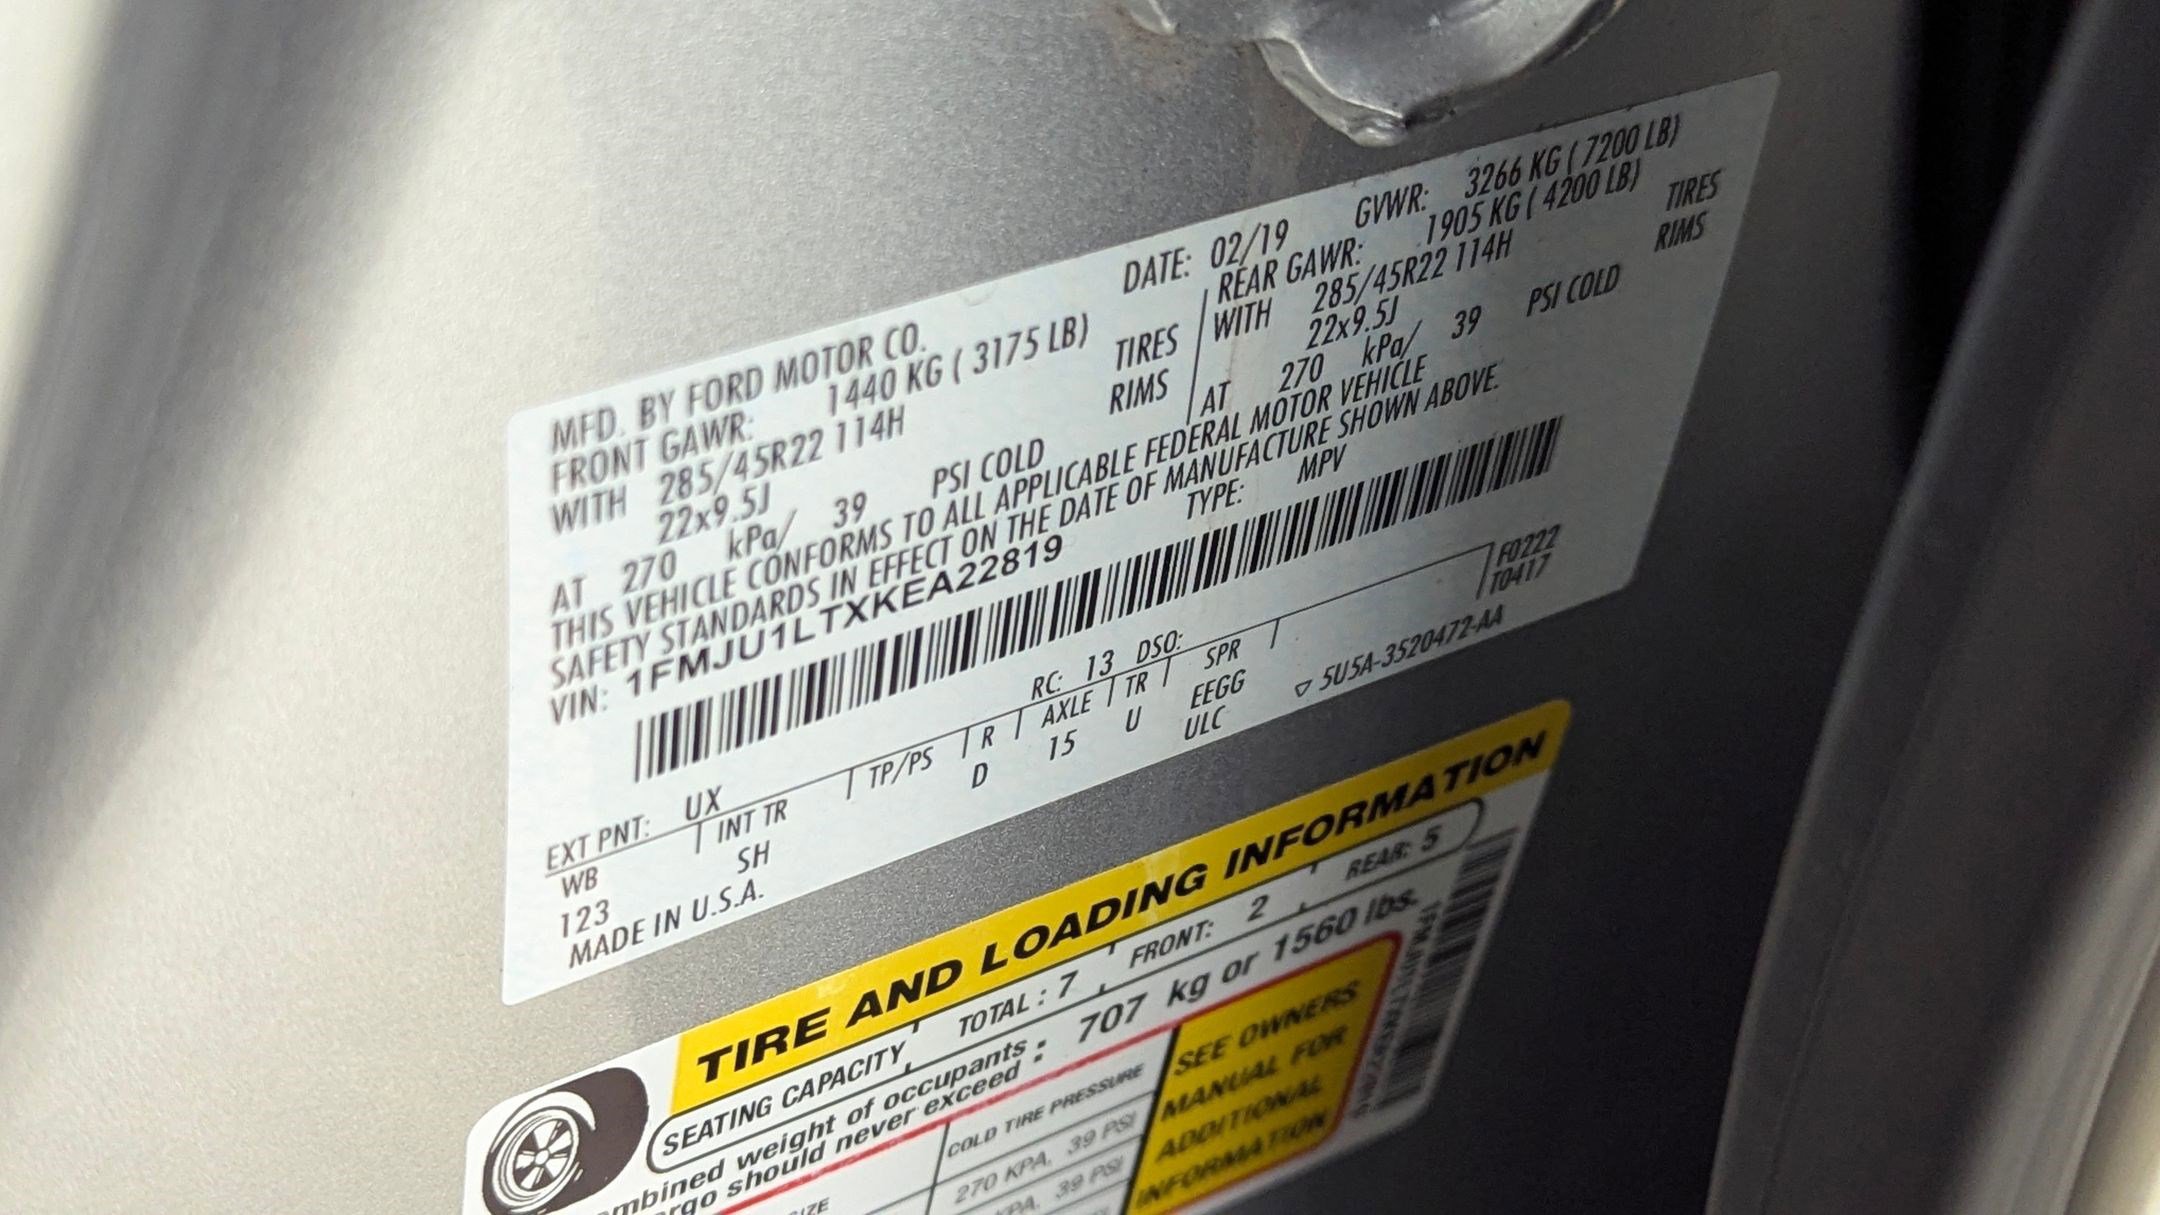 MFD. BY FORD MOTOR CO.
DATE: 02/19 GVWR: 3266 KG ( 7200 LB)
FRONT GAWR: 1440 KG ( 3175 LB)
WITH 285/45R22 114H TIRES
22x9.5J RIMS
AT 270 kPa/ 39 PSI COLD
REAR GAWR: 1905 KG ( 4200 LB)
WITH 285/45R22 114H TIRES
22x9.5J RIMS
AT 270 kPa/ 39 PSI COLD
THIS VEHICLE CONFORMS TO ALL APPLICABLE FEDERAL MOTOR VEHICLE
SAFETY STANDARDS IN EFFECT ON THE DATE OF MANUFACTURE SHOWN ABOVE.
VIN: 1FMJU1LTXKEA22819 TYPE: MPV
EXT PNT: UX RC: 13 DSO: F0222
WB INT TR TP/PS R AXLE TR SPR T0417
123 SH D 15 U EEGG
MADE IN U.S.A. ULC 5U5A-3520472-AA
TIRE AND LOADING INFORMATION
SEATING CAPACITY TOTAL : 7 FRONT: 2 REAR: 5
weight of occupants : 707 kg or 1560 lbs.
should never exceed
COLD TIRE PRESSURE
270 KPA, 39 PSI
KPA, 39 PSI
SEE OWNERS
MANUAL FOR
ADDITIONAL
INFORMATION